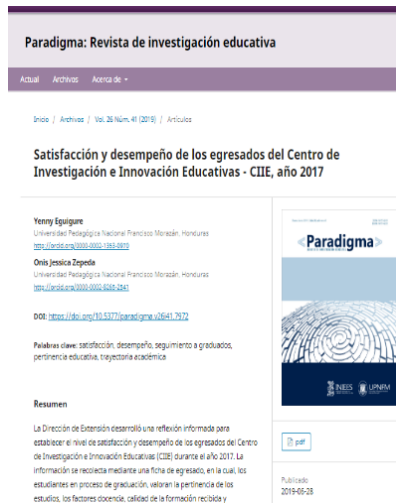 Paradigma: Revista de investigación educativa
Actual Archivos Acerca de
Inicio / Archivos / Vol. 26 Núm. 41 (2019) / Artículos
Satisfacción y desempeño de los egresados del Centro de
Investigación e Innovación Educativas - CIIE, año 2017
Yenny Eguigure
Universidad Pedagógica Nacional Francisco Morazán, Honduras
Onis Jessica Zepeda
Universidad Pedagógica Nacional Francisco Morazán, Honduras
DOI: https://doi.org/10.5377/paradigma.v26i41.7972
Palabras clave: satisfacción, desempeño, seguimiento a graduados,
pertinencia educativa, trayectoria académica
Resumen
La Dirección de Extensión desarrolló una reflexión informada para
establecer el nivel de satisfacción y desempeño de los egresados del Centro
de Investigación e Innovación Educativas (CIIE) durante el año 2017. La
información se recolecta mediante una ficha de egresado, en la cual, los
estudiantes en proceso de graduación, valoran la pertinencia de los
estudios, los factores docencia, calidad de la formación recibida y
Paradigma
INIEES UPNFM
pdf
Publicado
2019-06-28